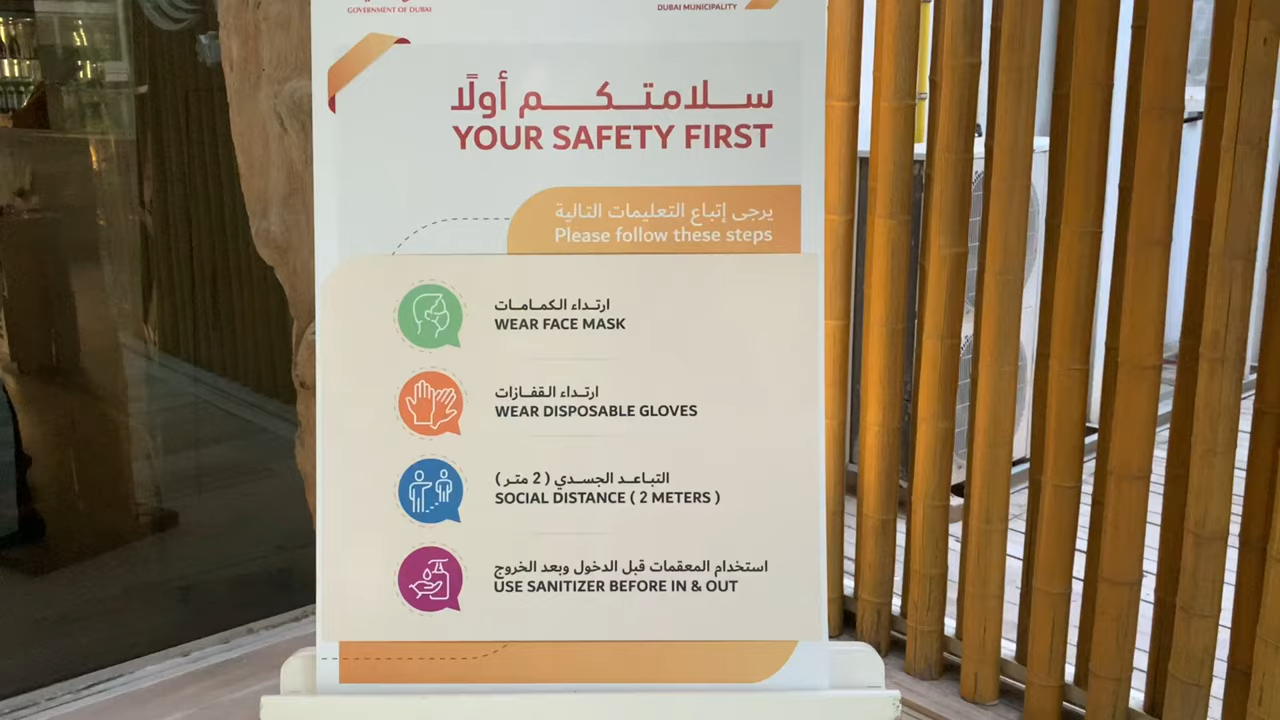 GOVERNMENT OF DUBAI
DUBAI MUNICIPALITY
سلامتكم أولًا
YOUR SAFETY FIRST
يرجى إتباع التعليمات التالية
Please follow these steps
ارتداء الكمامات
WEAR FACE MASK
ارتداء القفازات
WEAR DISPOSABLE GLOVES
التباعد الجسدي ( 2 متر )
SOCIAL DISTANCE ( 2 METERS )
استخدام المعقمات قبل الدخول وبعد الخروج
USE SANITIZER BEFORE IN & OUT